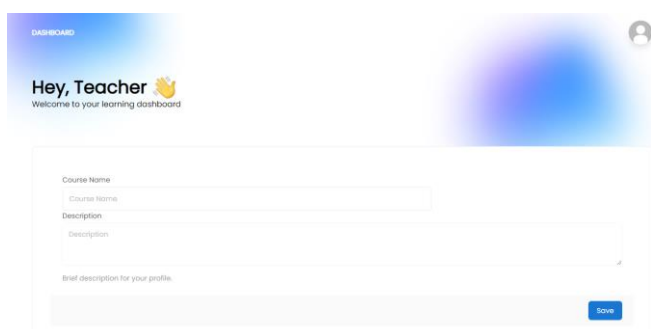 DASHBOARD
Hey, Teacher 👋
Welcome to your learning dashboard
Course Name
Course Name
Description
Description
Brief description for your profile.
Save